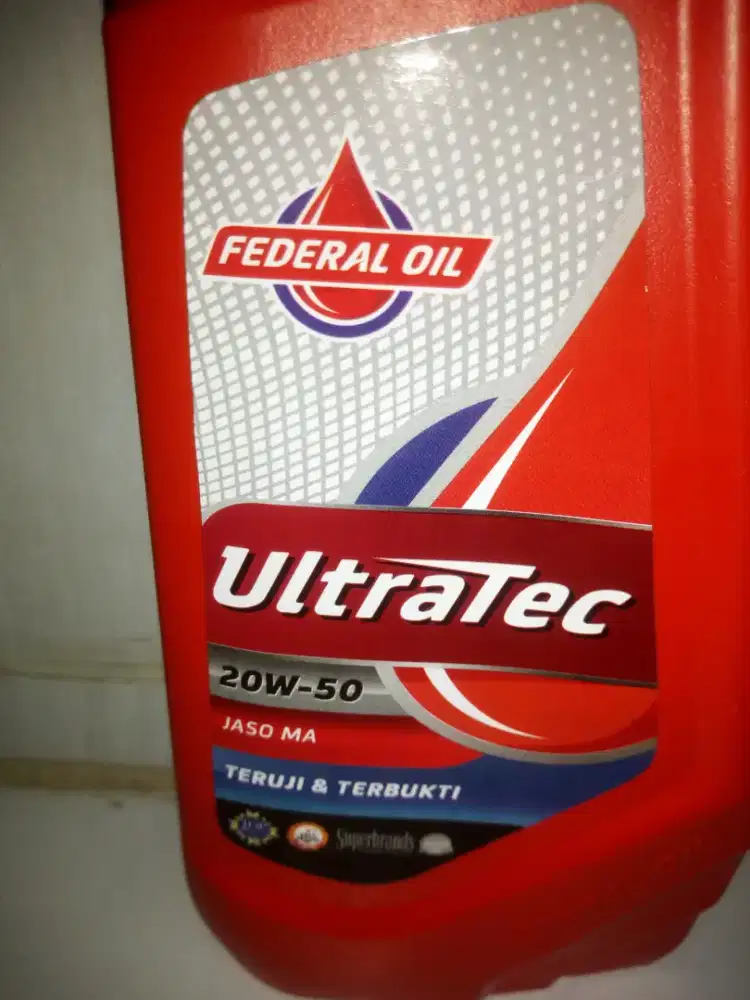 FEDERAL OIL
UltraTec
20W-50
JASO MA
TERUJI & TERBUKTI
Superbrands